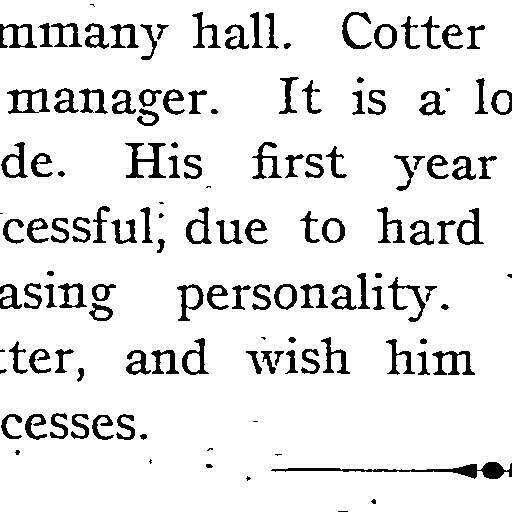 mmany hall. Cotter
manager. It is a lo
de. His first year
cessful, due to hard
asing personality.
tter, and wish him
cesses.